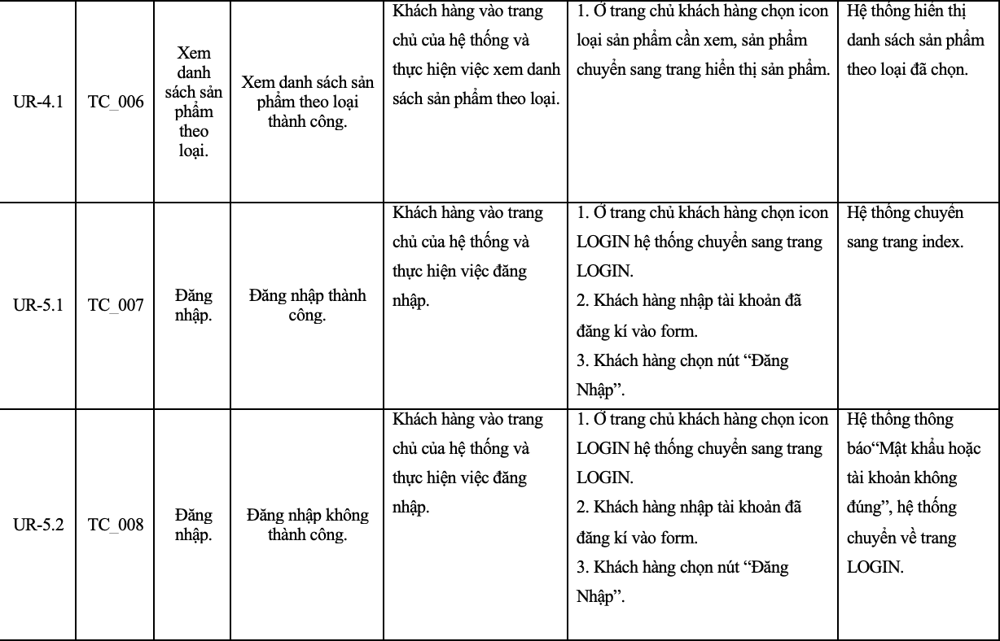 UR-4.1
TC_006
Xem
danh
sách sản
phẩm
theo
loại.
Xem danh sách sản
phẩm theo loại
thành công.
Khách hàng vào trang
chủ của hệ thống và
thực hiện việc xem danh
sách sản phẩm theo loại.
1. Ở trang chủ khách hàng chọn icon
loại sản phẩm cần xem, sản phẩm
chuyển sang trang hiển thị sản phẩm.
Hệ thống hiển thị
danh sách sản phẩm
theo loại đã chọn.
UR-5.1
TC_007
Đăng
nhập.
Đăng nhập thành
công.
Khách hàng vào trang
chủ của hệ thống và
thực hiện việc đăng
nhập.
1. Ở trang chủ khách hàng chọn icon
LOGIN hệ thống chuyển sang trang
LOGIN.
2. Khách hàng nhập tài khoản đã
đăng kí vào form.
3. Khách hàng chọn nút “Đăng
Nhập”.
Hệ thống chuyển
sang trang index.
UR-5.2
TC_008
Đăng
nhập.
Đăng nhập không
thành công.
Khách hàng vào trang
chủ của hệ thống và
thực hiện việc đăng
nhập.
1. Ở trang chủ khách hàng chọn icon
LOGIN hệ thống chuyển sang trang
LOGIN.
2. Khách hàng nhập tài khoản đã
đăng kí vào form.
3. Khách hàng chọn nút “Đăng
Nhập”.
Hệ thống thông
báo“Mật khẩu hoặc
tài khoản không
đúng”, hệ thống
chuyển về trang
LOGIN.